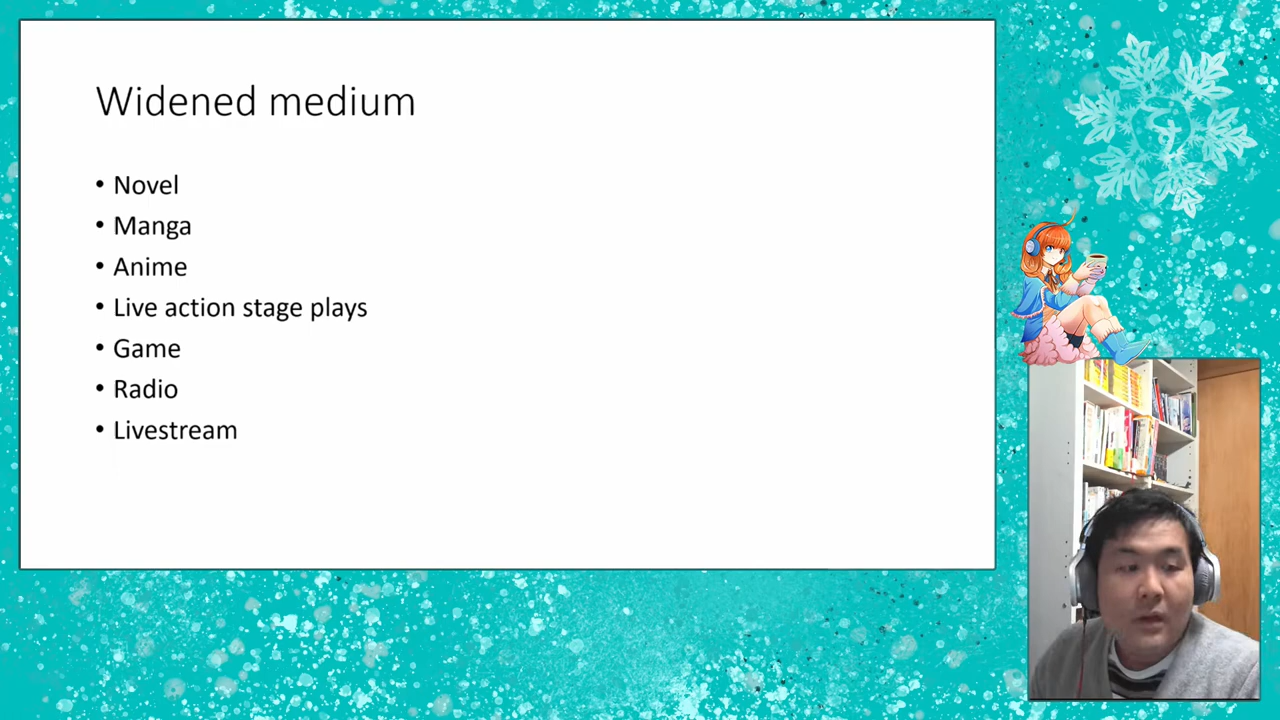 Widened medium
• Novel
• Manga
• Anime
• Live action stage plays
• Game
• Radio
• Livestream